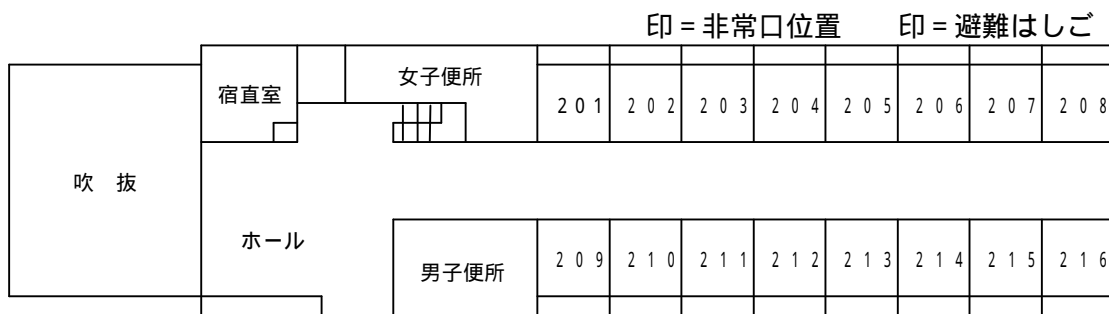 印=非常口位置　印=避難はしご
宿直室
女子便所
201 202 203 204 205 206 207 208
吹 抜
ホール
男子便所
209 210 211 212 213 214 215 216